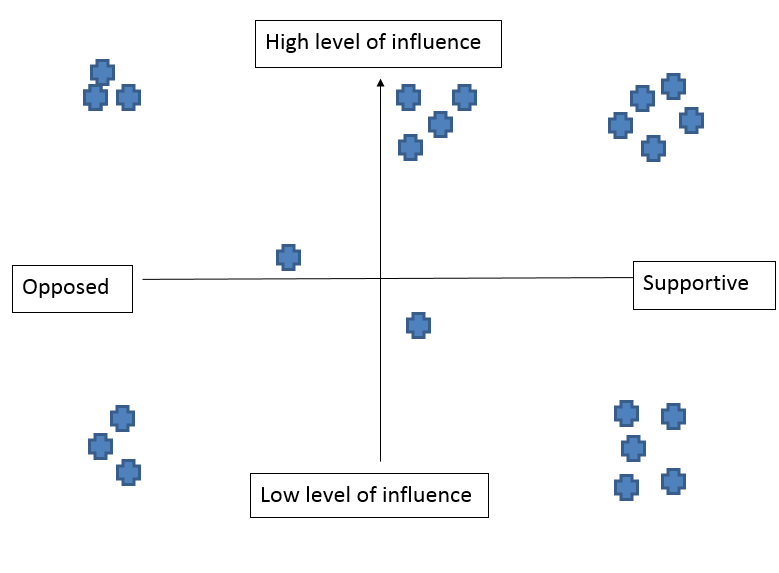 High level of influence
Opposed
Supportive
Low level of influence